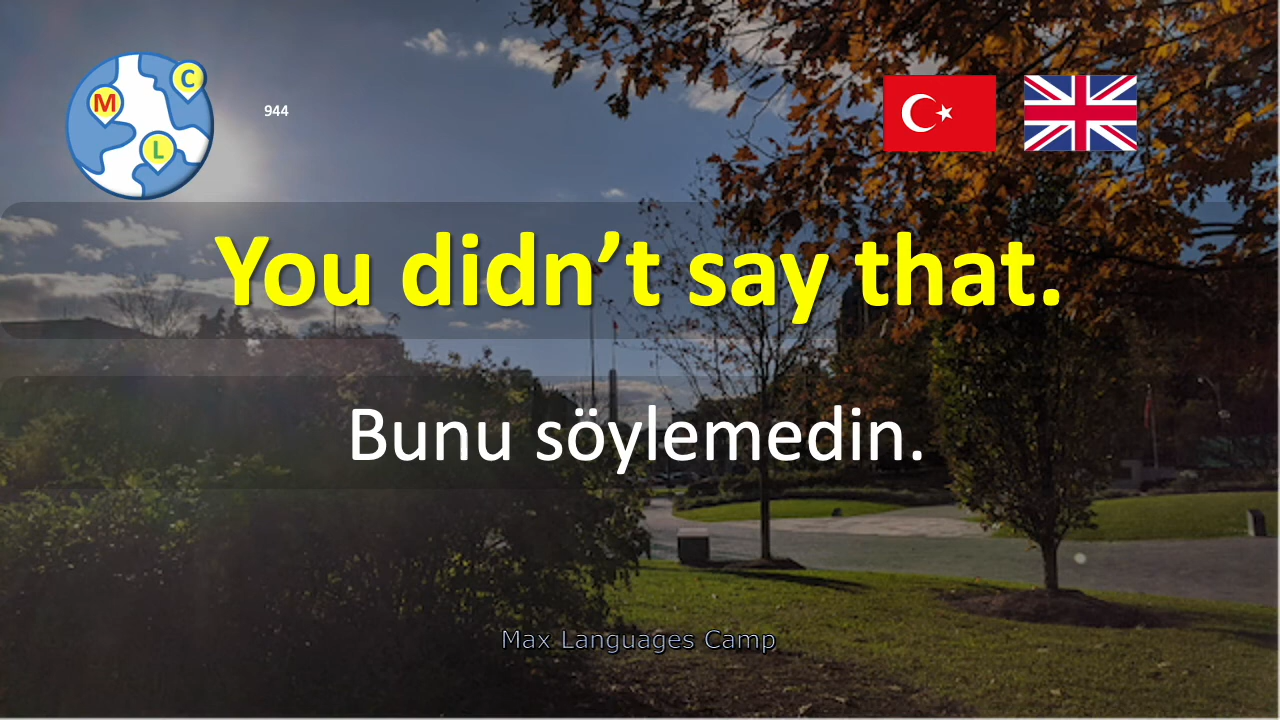 C
M
L
944
You didn’t say that.
Bunu söylemedin.
Max Languages Camp